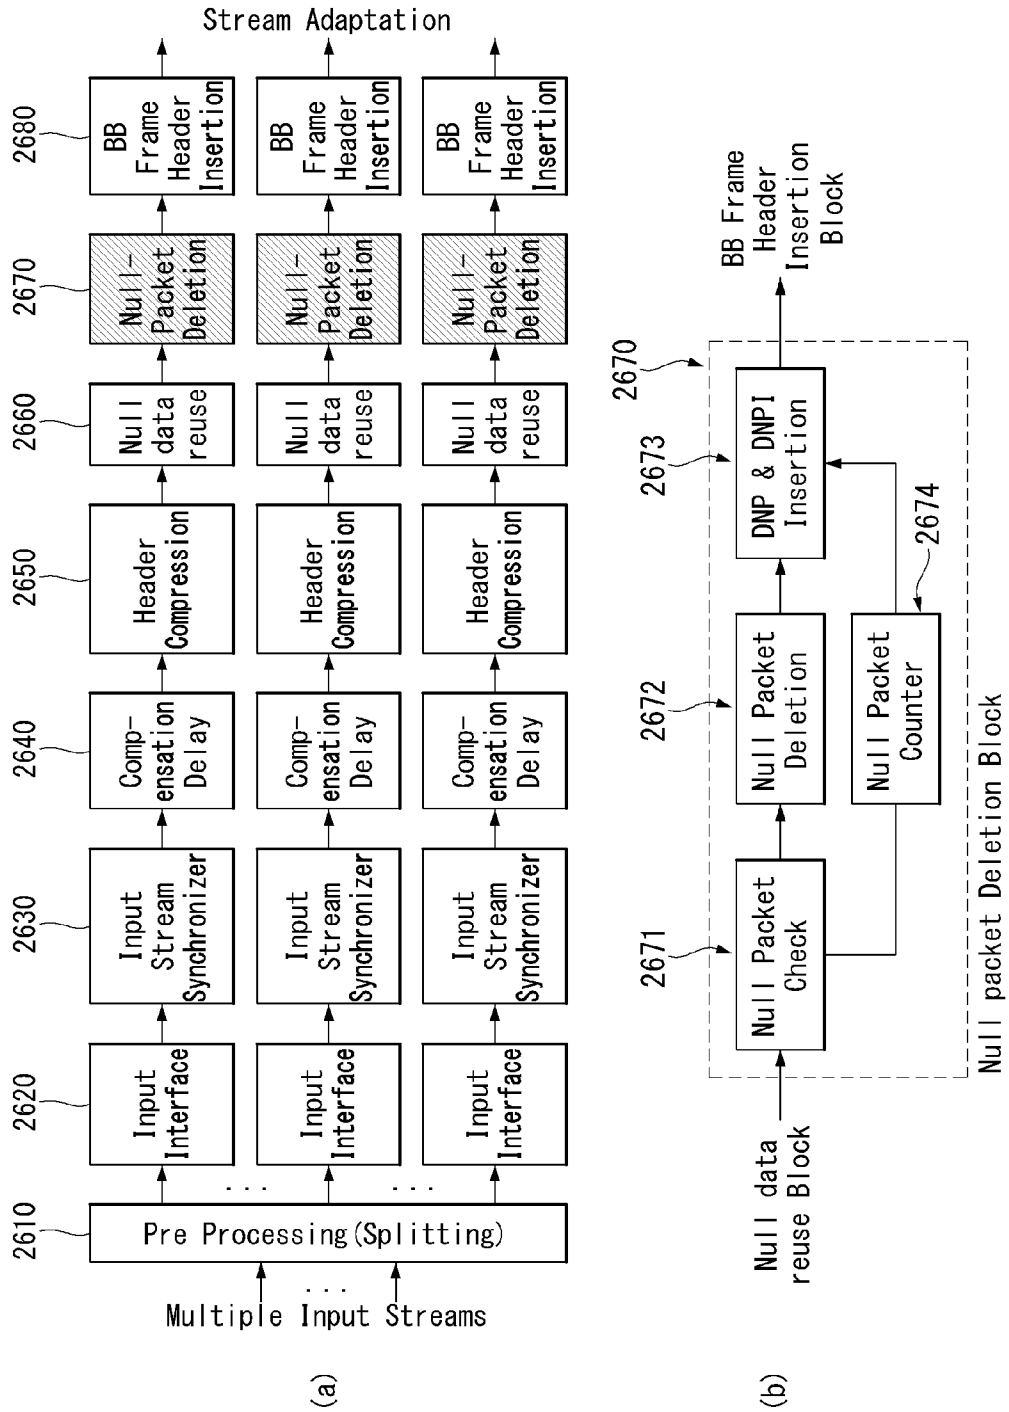 (a)
Multiple Input Streams
. . .
2610
Pre Processing(Splitting)
. . .
. . .
2620
Input
Interface
Input
Interface
Input
Interface
2630
Input
Stream
Synchronizer
Input
Stream
Synchronizer
Input
Stream
Synchronizer
2640
Comp-
ensation
Delay
Comp-
ensation
Delay
Comp-
ensation
Delay
2650
Header
Compression
Header
Compression
Header
Compression
2660
Null
data
reuse
Null
data
reuse
Null
data
reuse
2670
Null-
Packet
Deletion
Null-
Packet
Deletion
Null-
Packet
Deletion
2680
BB
Frame
Header
Insertion
BB
Frame
Header
Insertion
BB
Frame
Header
Insertion
Stream Adaptation
(b)
Null data
reuse Block
2671
Null Packet
Check
2672
Null Packet
Deletion
2673
DNP & DNPI
Insertion
2670
Null Packet
Counter
2674
BB Frame
Header
Insertion
Block
Null packet Deletion Block